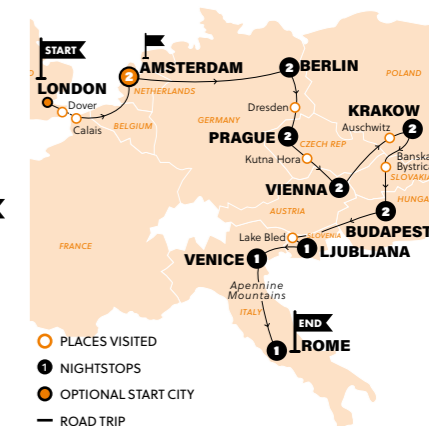 START
LONDON
Dover
Calais
2
AMSTERDAM
NETHERLANDS
BELGIUM
2
BERLIN
POLAND
GERMANY
Dresden
2
PRAGUE
CZECH REP
Kutna Hora
KRAKOW
Auschwitz
2
Banska
Bystrica
SLOVAKIA
VIENNA
2
HUNGA
AUSTRIA
2
BUDAPEST
Lake Bled
SLOVENIA
1
LJUBLJANA
FRANCE
VENICE
1
Apennine
Mountains
ITALY
END
1
ROME
PLACES VISITED
1 NIGHTSTOPS
OPTIONAL START CITY
ROAD TRIP